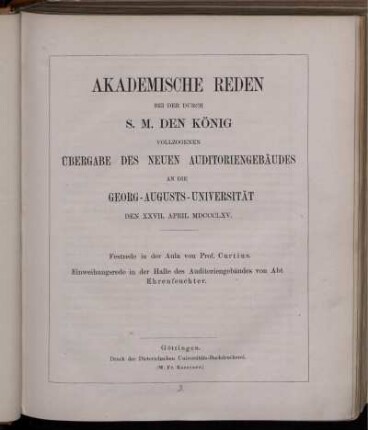 AKADEMISCHE REDEN
BEI DER DURCH
S. M. DEN KÖNIG
VOLLZOGENEN
ÜBERGABE DES NEUEN AUDITORIENGEBÄUDES
AN DIE
GEORG-AUGUSTS-UNIVERSITÄT
DEN XXVII. APRIL MDCCCLXV.
Festrede in der Aula von Prof. Curtius.
Einweihungsrede in der Halle des Auditoriengebäudes von Abt
Ehrenfeuchter.
Göttingen.
Druck der Dieterichschen Universitäts-Buchdruckerei.
(W. Fr. Kaestner)